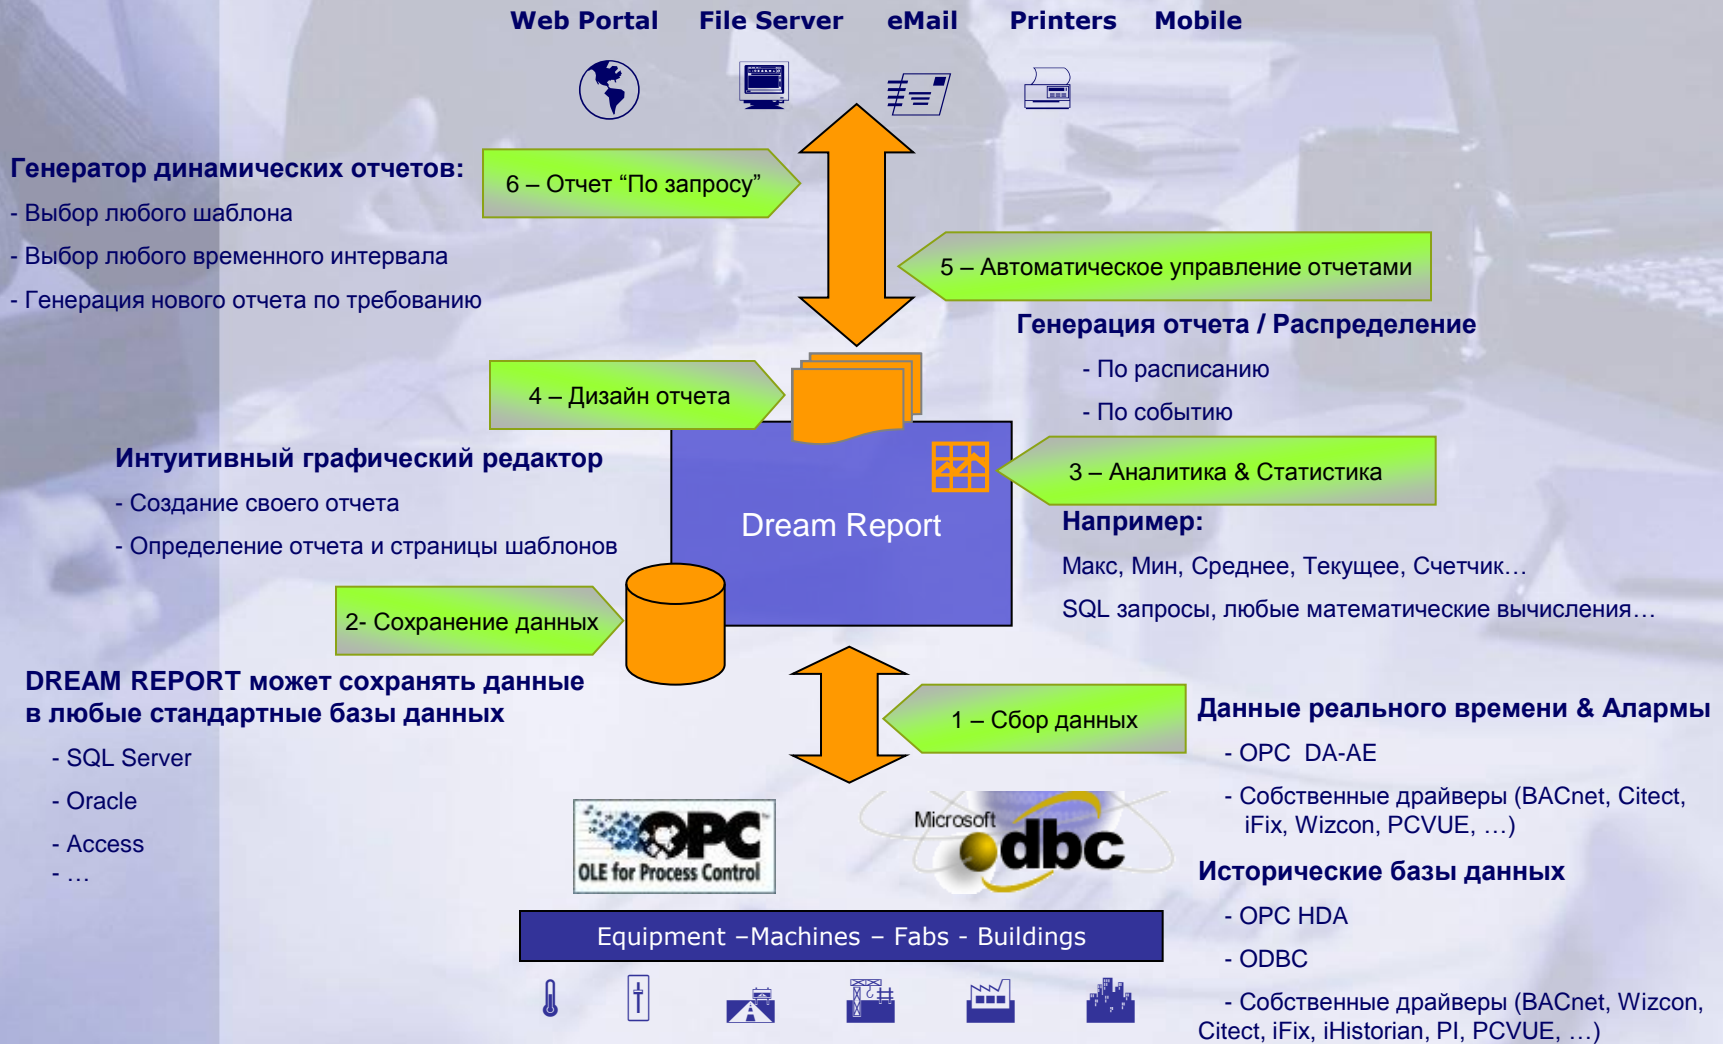 Web Portal File Server eMail Printers Mobile
Генератор динамических отчетов:
- Выбор любого шаблона
- Выбор любого временного интервала
- Генерация нового отчета по требованию
6 – Отчет “По запросу”
5 – Автоматическое управление отчетами
Генерация отчета / Распределение
- По расписанию
- По событию
4 – Дизайн отчета
Интуитивный графический редактор
- Создание своего отчета
- Определение отчета и страницы шаблонов
3 – Аналитика & Статистика
Например:
Макс, Мин, Среднее, Текущее, Счетчик…
SQL запросы, любые математические вычисления…
Dream Report
2- Сохранение данных
DREAM REPORT может сохранять данные
в любые стандартные базы данных
- SQL Server
- Oracle
- Access
- …
1 – Сбор данных
Данные реального времени & Алармы
- OPC DA-AE
- Собственные драйверы (BACnet, Citect,
iFix, Wizcon, PCVUE, …)
Исторические базы данных
- OPC HDA
- ODBC
- Собственные драйверы (BACnet, Wizcon,
Citect, iFix, iHistorian, PI, PCVUE, …)
OPC
OLE for Process Control
Microsoft
odbc
Equipment –Machines – Fabs - Buildings